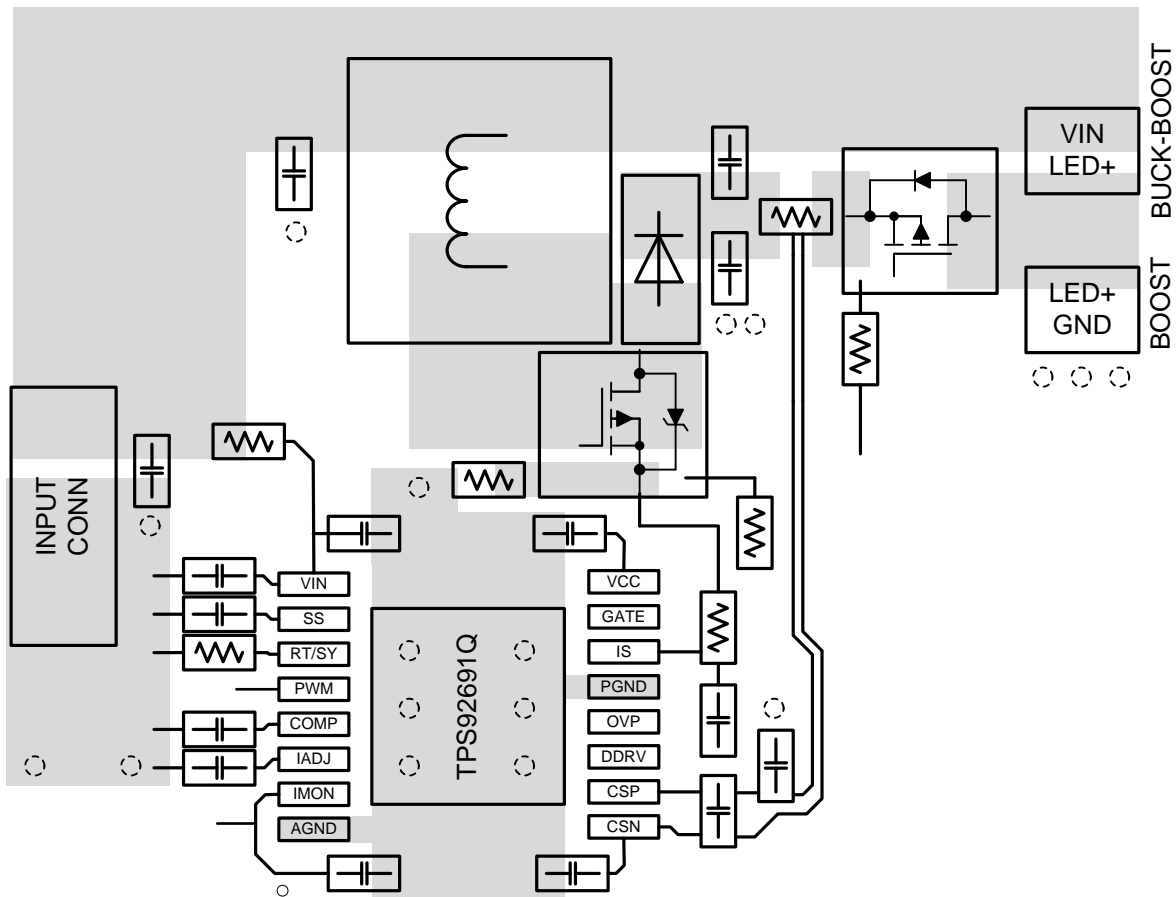 BUCK-BOOST
VIN
LED+
LED+
GND
BOOST
INPUT
CONN
VIN
SS
RT/SY
PWM
COMP
IADJ
IMON
AGND
TPS92691Q
VCC
GATE
IS
PGND
OVP
DDRV
CSP
CSN